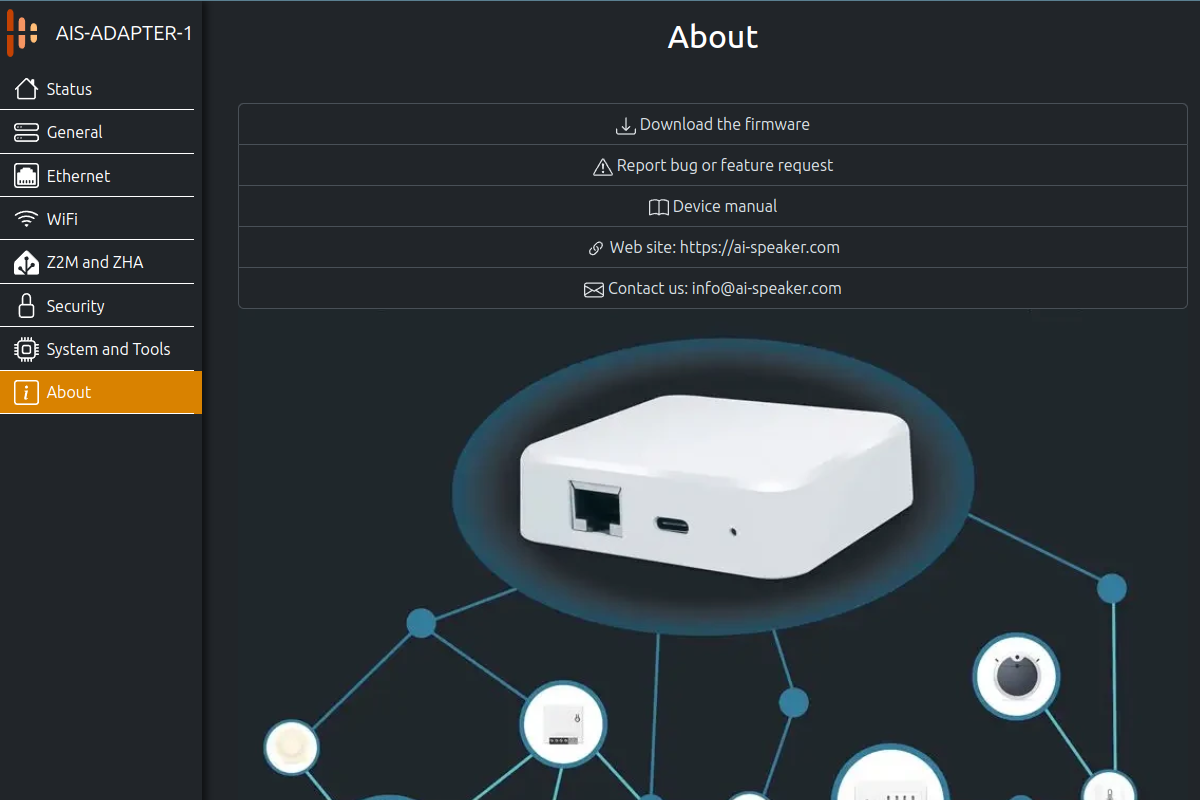 AIS-ADAPTER-1
Status
General
Ethernet
WiFi
Z2M and ZHA
Security
System and Tools
About
About
Download the firmware
Report bug or feature request
Device manual
Web site: https://ai-speaker.com
Contact us: info@ai-speaker.com